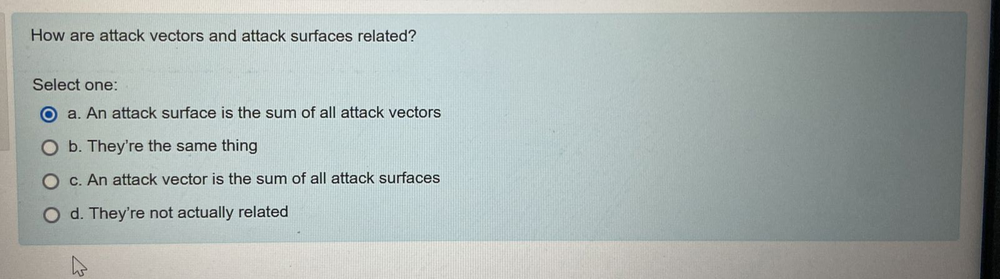 How are attack vectors and attack surfaces related?
Select one:
a. An attack surface is the sum of all attack vectors
b. They're the same thing
c. An attack vector is the sum of all attack surfaces
d. They're not actually related